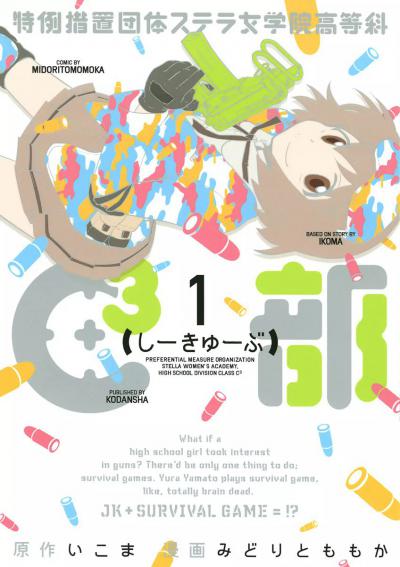 特例措置団体ステラ女学院高等科
COMIC BY
MIDORITOMOMOKA
BASED ON STORY BY
IKOMA
C3部
1
【しーきゅーぶ】
PREFERENTIAL MEASURE ORGANIZATION
STELLA WOMEN'S ACADEMY,
HIGH SCHOOL DIVISION CLASS C3
PUBLISHED BY
KODANSHA
What if a
high school girl took interest
in guns? There'd be only one thing to do;
survival games. Yura Yamato plays survival game,
like, totally brain dead.
JK + SURVIVAL GAME = !?
原作 いこま 漫画 みどりとももか